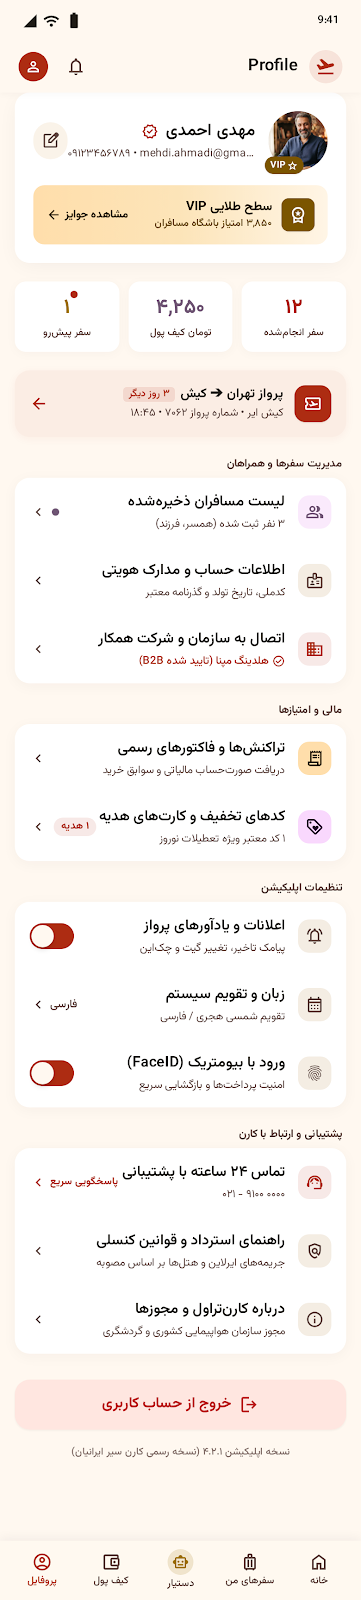 9:41
Profile
مهدی احمدی
۰۹۱۲۳۴۵۶۷۸۹ • mehdi.ahmadi@gma...
VIP
سطح طلایی VIP
۳,۸۵۰ امتیاز باشگاه مسافران
مشاهده جوایز
۱۲
سفر انجام‌شده
۴,۲۵۰
تومان کیف پول
۱
سفر پیش‌رو
پرواز تهران ➔ کیش
۳ روز دیگر
کیش ایر • شماره پرواز ۷۰۶۲ • ۱۸:۴۵
مدیریت سفرها و همراهان
لیست مسافران ذخیره‌شده
۳ نفر ثبت شده (همسر، فرزند)
اطلاعات حساب و مدارک هویتی
کدملی، تاریخ تولد و گذرنامه معتبر
اتصال به سازمان و شرکت همکار
هلدینگ مپنا (تایید شده B2B)
مالی و امتیازها
تراکنش‌ها و فاکتورهای رسمی
دریافت صورت‌حساب مالیاتی و سوابق خرید
کدهای تخفیف و کارت‌های هدیه
۱ هدیه
۱ کد معتبر ویژه تعطیلات نوروز
تنظیمات اپلیکیشن
اعلانات و یادآورهای پرواز
پیامک تاخیر، تغییر گیت و چک‌این
زبان و تقویم سیستم
فارسی
تقویم شمسی هجری / فارسی
ورود با بیومتریک (FaceID)
امنیت پرداخت‌ها و بازگشایی سریع
پشتیبانی و ارتباط با کارن
تماس ۲۴ ساعته با پشتیبانی
پاسخگویی سریع
۰۲۱ - ۹۱۰۰ ۰۰۰۰
راهنمای استرداد و قوانین کنسلی
جریمه‌های ایرلاین و هتل‌ها بر اساس مصوبه
درباره کارن‌تراول و مجوزها
مجوز سازمان هواپیمایی کشوری و گردشگری
خروج از حساب کاربری
نسخه اپلیکیشن ۴.۲.۱ (نسخه رسمی کارن سیر ایرانیان)
خانه
سفرهای من
دستیار
کیف پول
پروفایل